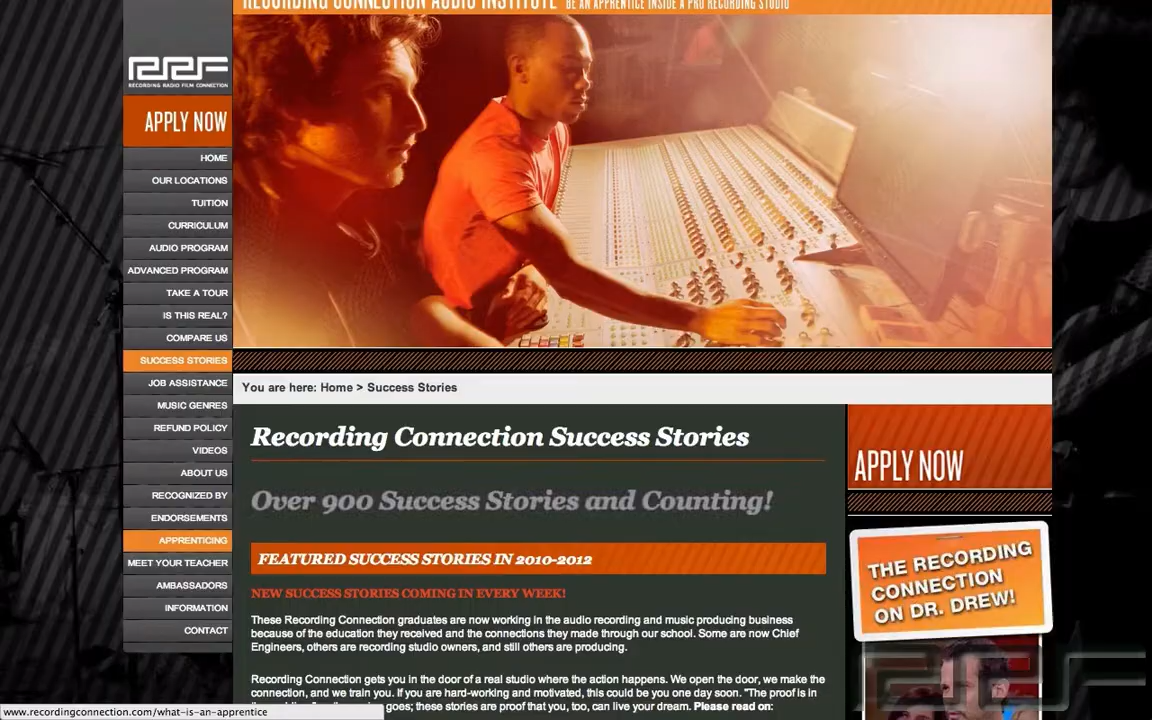 RECORDING CONNECTION AUDIO INSTITUTE BE AN APPRENTICE INSIDE A PRO RECORDING STUDIO
RRF
RECORDING RADIO FILM CONNECTION
APPLY NOW
HOME
OUR LOCATIONS
TUITION
CURRICULUM
AUDIO PROGRAM
ADVANCED PROGRAM
TAKE A TOUR
IS THIS REAL?
COMPARE US
SUCCESS STORIES
JOB ASSISTANCE
MUSIC GENRES
REFUND POLICY
VIDEOS
ABOUT US
RECOGNIZED BY
ENDORSEMENTS
APPRENTICING
MEET YOUR TEACHER
AMBASSADORS
INFORMATION
CONTACT
You are here: Home > Success Stories
Recording Connection Success Stories
Over 900 Success Stories and Counting!
FEATURED SUCCESS STORIES IN 2010-2012
NEW SUCCESS STORIES COMING IN EVERY WEEK!
These Recording Connection graduates are now working in the audio recording and music producing business
because of the education they received and the connections they made through our school. Some are now Chief
Engineers, others are recording studio owners, and still others are producing.
Recording Connection gets you in the door of a real studio where the action happens. We open the door, we make the
connection, and we train you. If you are hard-working and motivated, this could be you one day soon. "The proof is in
goes; these stories are proof that you, too, can live your dream. Please read on:
APPLY NOW
THE RECORDING
CONNECTION
ON DR. DREW!
RRF
www.recordingconnection.com/what-is-an-apprentice